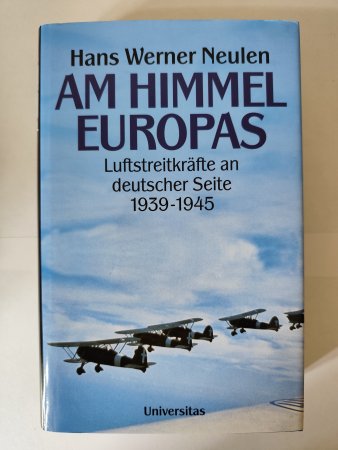 Hans Werner Neulen
AM HIMMEL
EUROPAS
Luftstreitkräfte an
deutscher Seite
1939-1945
Universitas